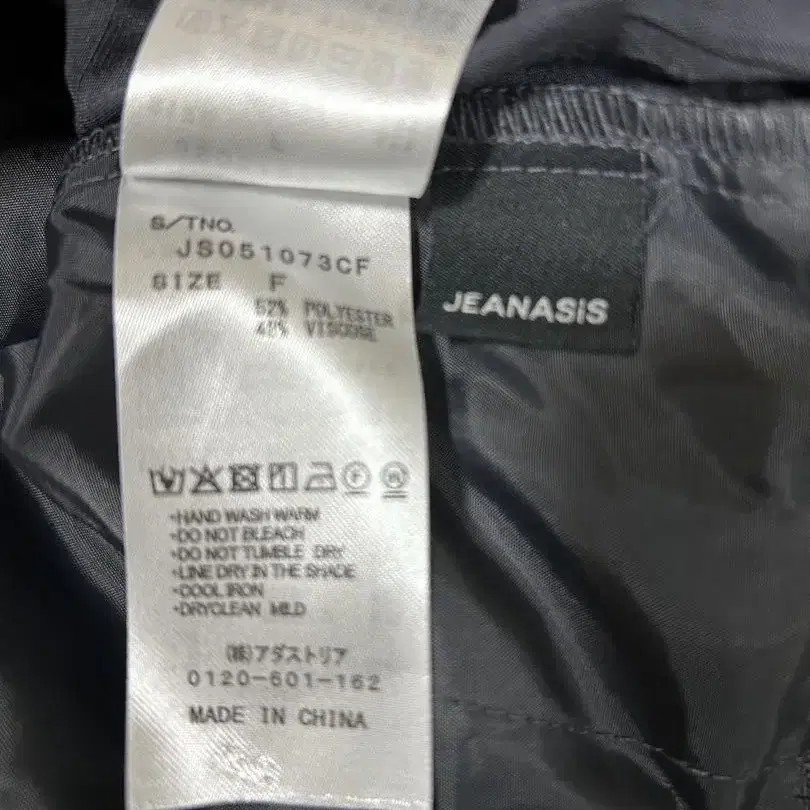 S/TNO.
JS051073CF
SIZE F
52% POLYESTER
48% VISCOSE
JEANASiS
·HAND WASH WARM
·DO NOT BLEACH
·DO NOT TUMBLE DRY
·LINE DRY IN THE SHADE
·COOL IRON
·DRYCLEAN MILD
(株)アダストリア
0120-601-162
MADE IN CHINA